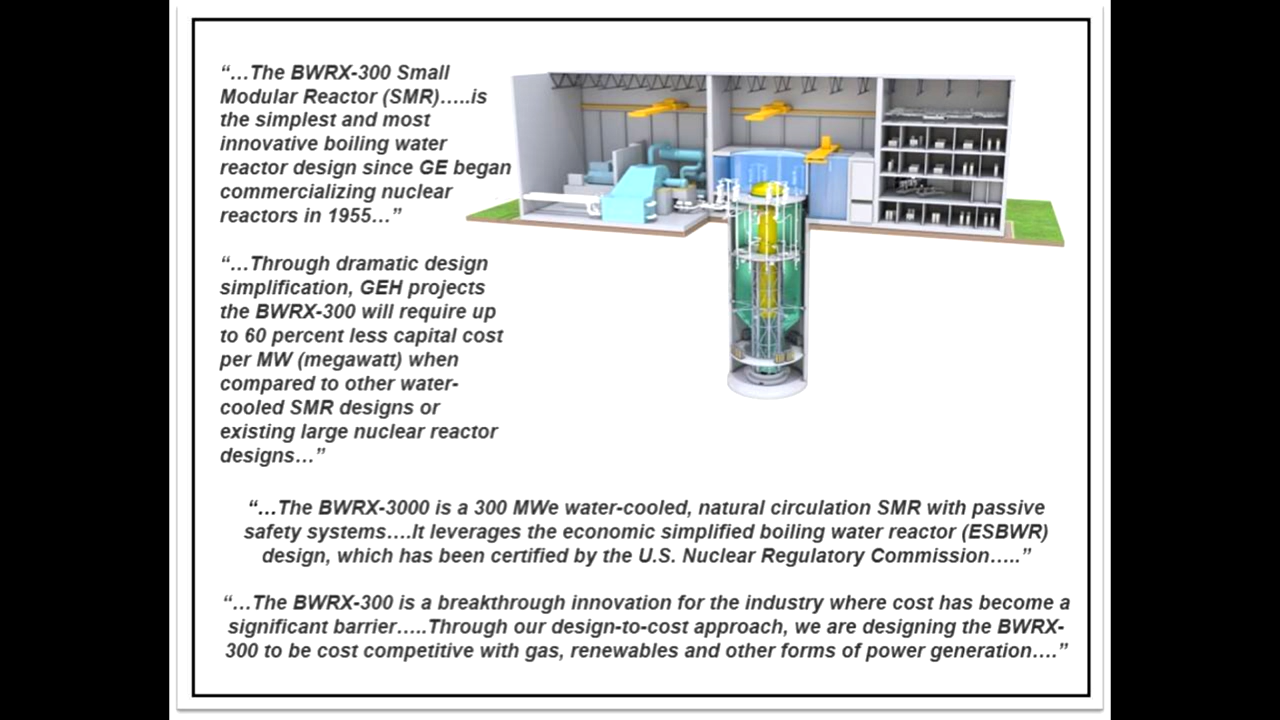 “…The BWRX-300 Small
Modular Reactor (SMR)…..is
the simplest and most
innovative boiling water
reactor design since GE began
commercializing nuclear
reactors in 1955…”
“…Through dramatic design
simplification, GEH projects
the BWRX-300 will require up
to 60 percent less capital cost
per MW (megawatt) when
compared to other water-
cooled SMR designs or
existing large nuclear reactor
designs…”
“…The BWRX-3000 is a 300 MWe water-cooled, natural circulation SMR with passive
safety systems….It leverages the economic simplified boiling water reactor (ESBWR)
design, which has been certified by the U.S. Nuclear Regulatory Commission…..”
“…The BWRX-300 is a breakthrough innovation for the industry where cost has become a
significant barrier…..Through our design-to-cost approach, we are designing the BWRX-
300 to be cost competitive with gas, renewables and other forms of power generation….”